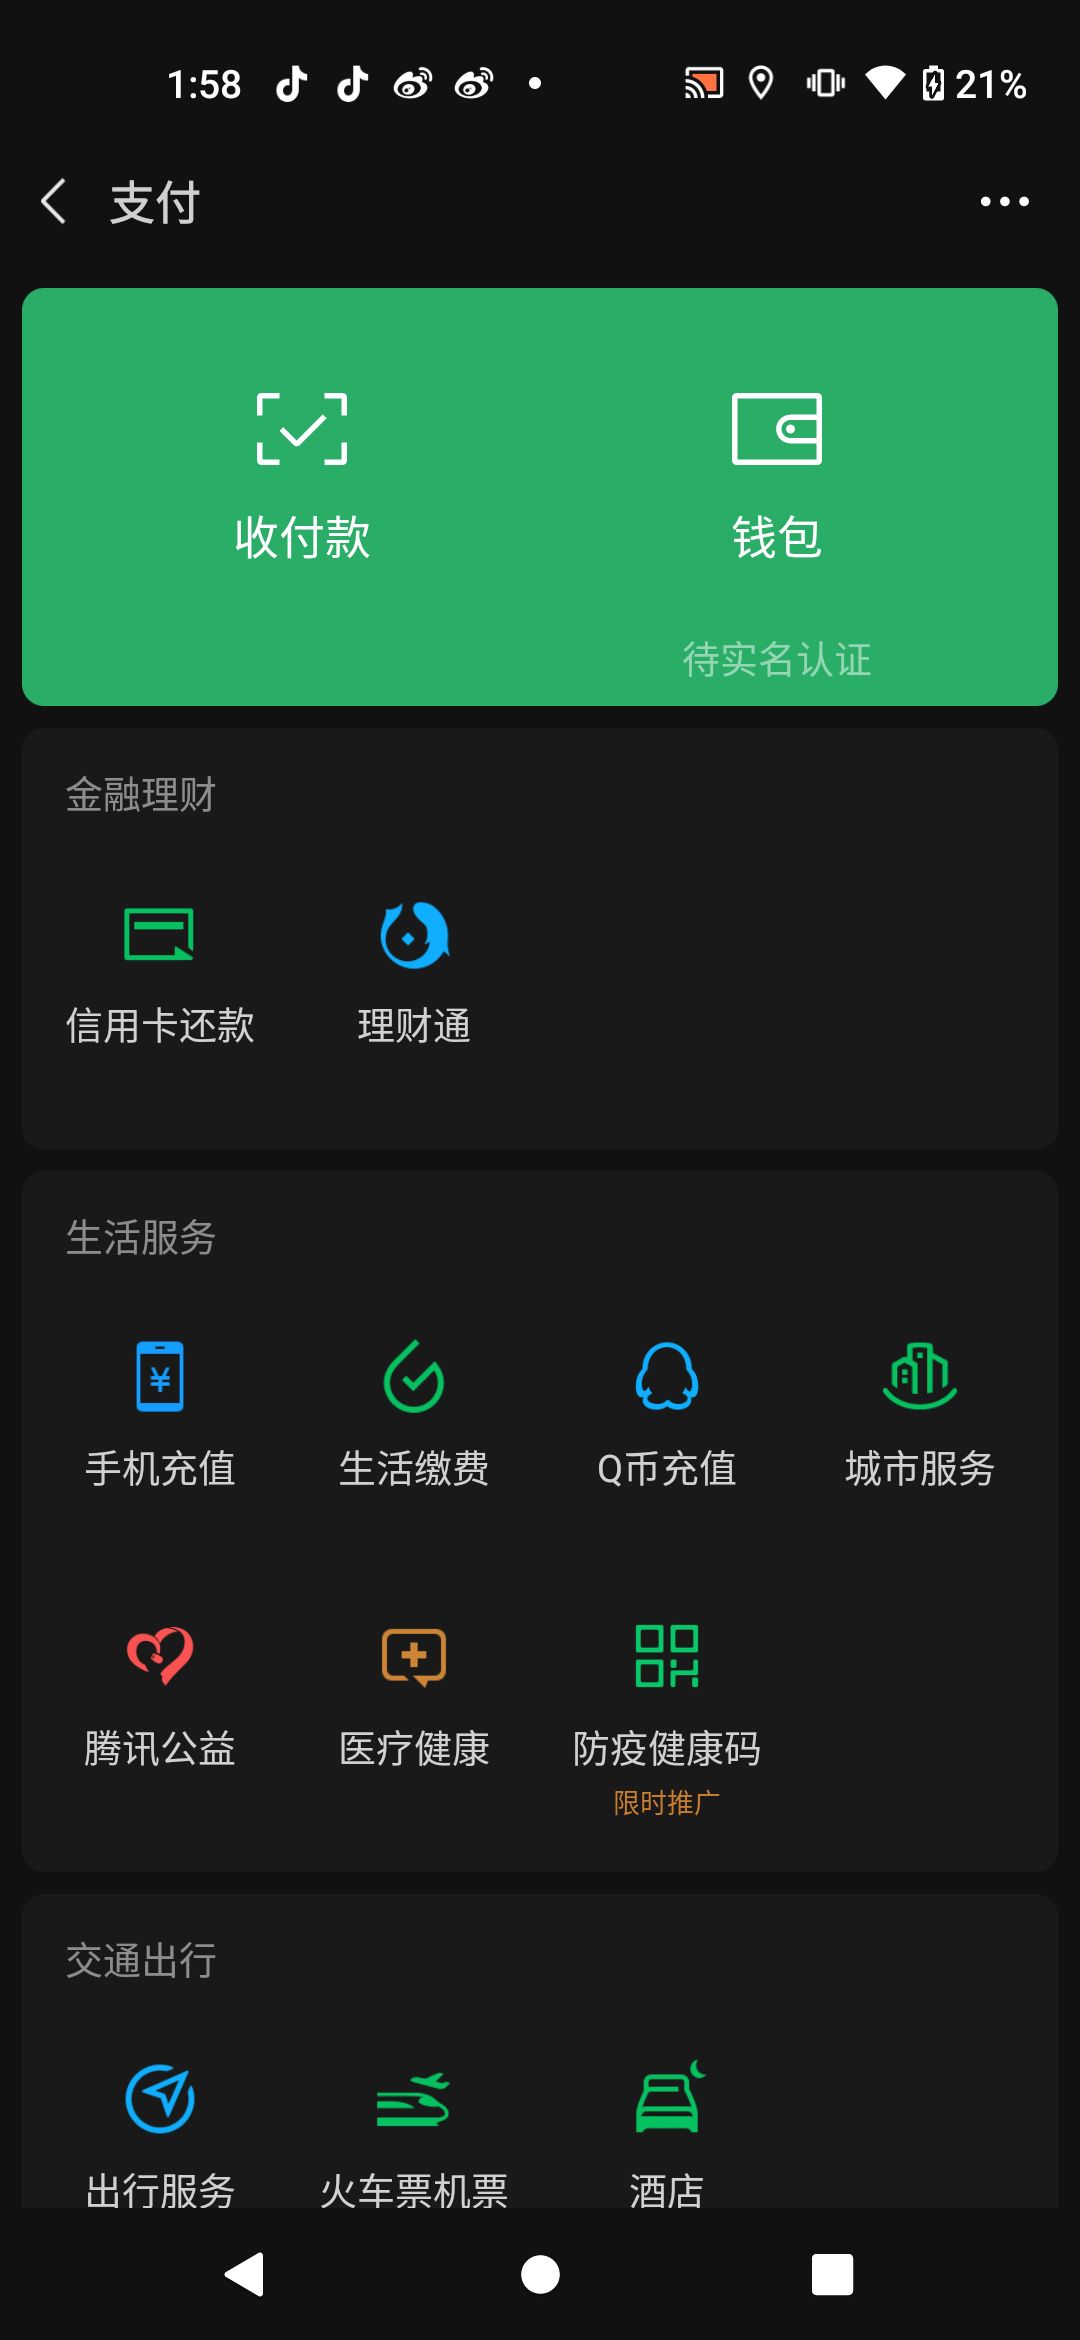 1:58
21%
支付
收付款
钱包
待实名认证
金融理财
信用卡还款
理财通
生活服务
手机充值
生活缴费
Q币充值
城市服务
腾讯公益
医疗健康
防疫健康码
限时推广
交通出行
出行服务
火车票机票
酒店